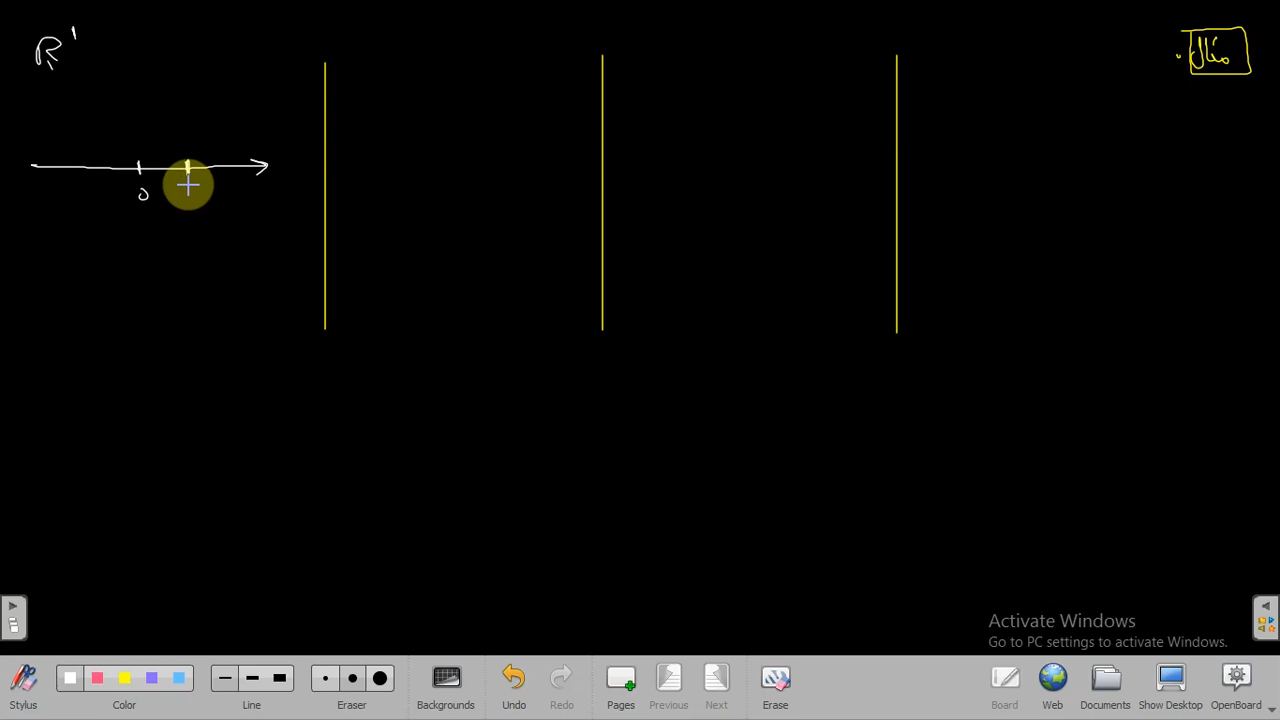 R¹
مثال.
0
Activate Windows
Go to PC settings to activate Windows.
Stylus
Color
Line
Eraser
Backgrounds
Undo
Redo
Pages
Previous
Next
Erase
Board
Web
Documents
Show Desktop
OpenBoard